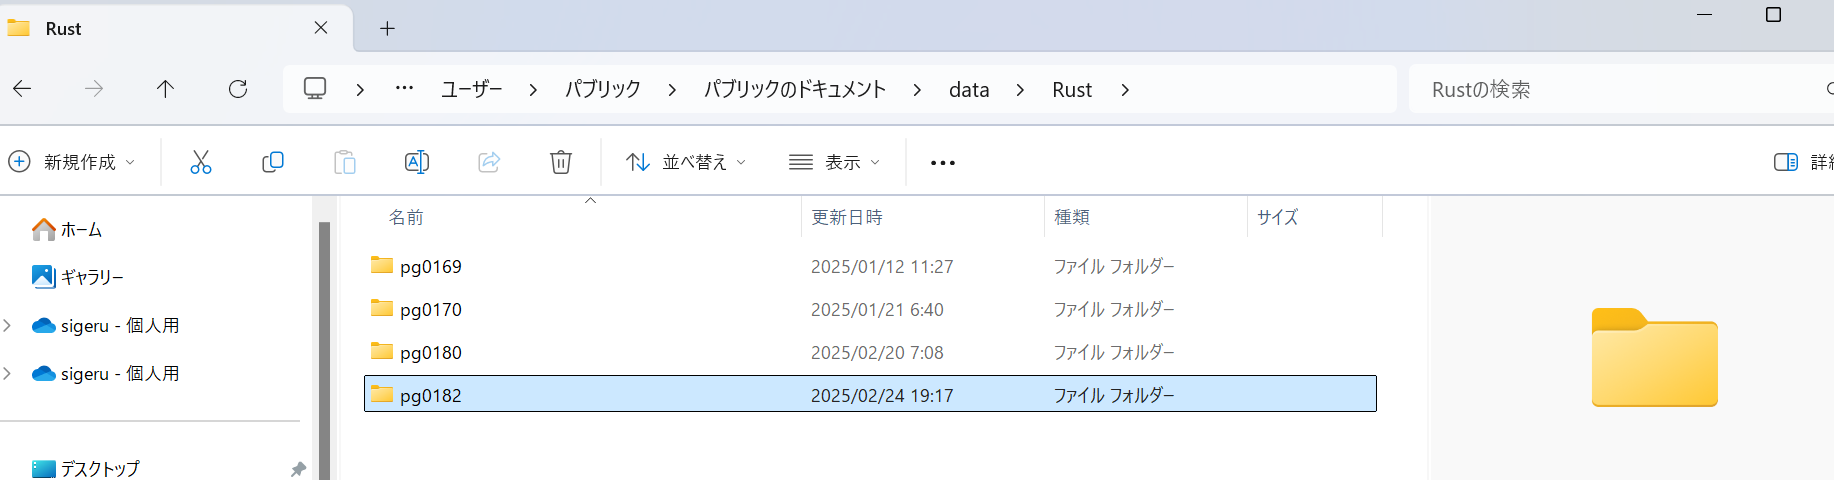 Rust
ユーザー > パブリック > パブリックのドキュメント > data > Rust >
Rustの検索
新規作成
並べ替え
表示
名前 更新日時 種類 サイズ
ホーム
ギャラリー
sigeru - 個人用
sigeru - 個人用
デスクトップ
pg0169 2025/01/12 11:27 ファイル フォルダー
pg0170 2025/01/21 6:40 ファイル フォルダー
pg0180 2025/02/20 7:08 ファイル フォルダー
pg0182 2025/02/24 19:17 ファイル フォルダー